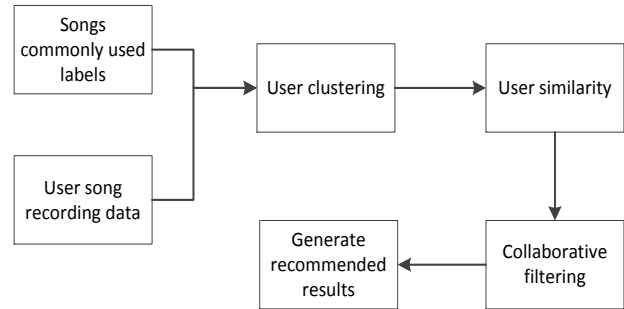 Songs
commonly used
labels
User clustering
User similarity
User song
recording data
Generate
recommended
results
Collaborative
filtering